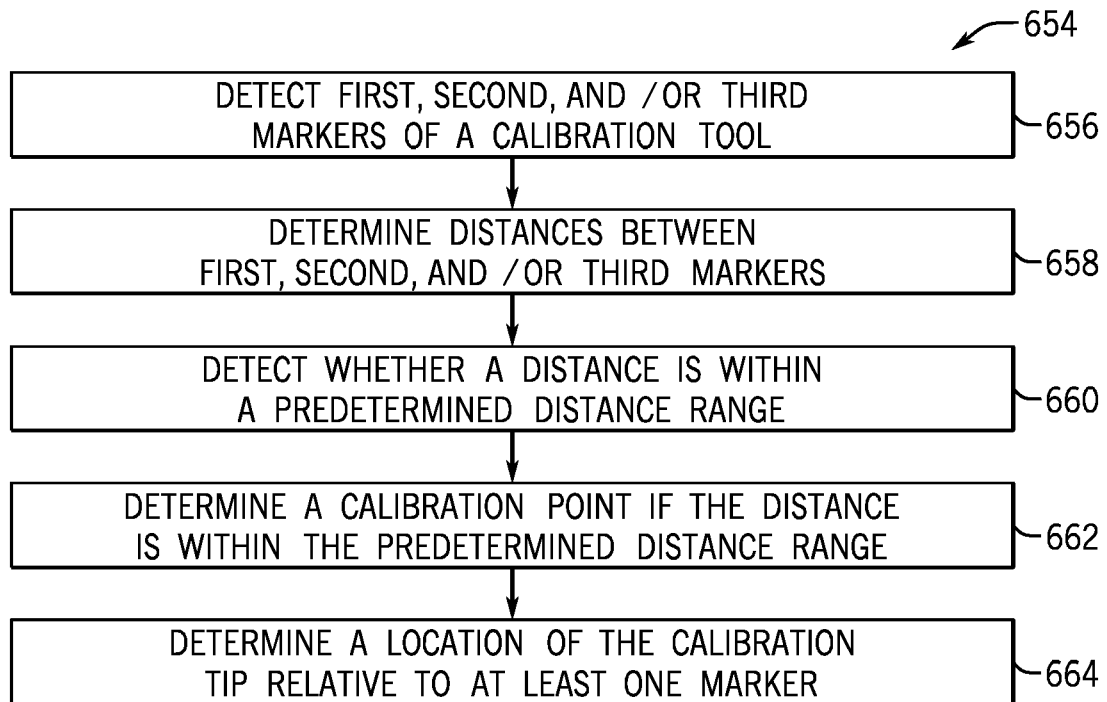 654
DETECT FIRST, SECOND, AND /OR THIRD
MARKERS OF A CALIBRATION TOOL
656
DETERMINE DISTANCES BETWEEN
FIRST, SECOND, AND /OR THIRD MARKERS
658
DETECT WHETHER A DISTANCE IS WITHIN
A PREDETERMINED DISTANCE RANGE
660
DETERMINE A CALIBRATION POINT IF THE DISTANCE
IS WITHIN THE PREDETERMINED DISTANCE RANGE
662
DETERMINE A LOCATION OF THE CALIBRATION
TIP RELATIVE TO AT LEAST ONE MARKER
664